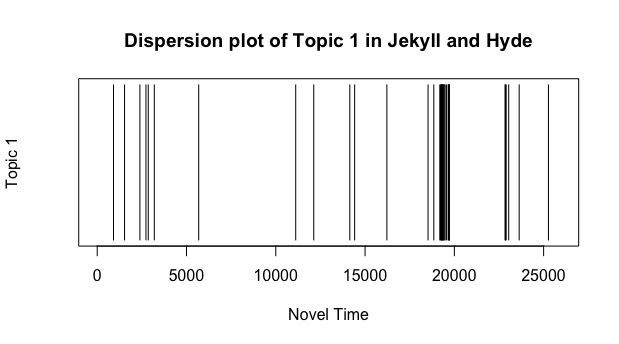 Dispersion plot of Topic 1 in Jekyll and Hyde
Topic 1
0 5000 10000 15000 20000 25000
Novel Time